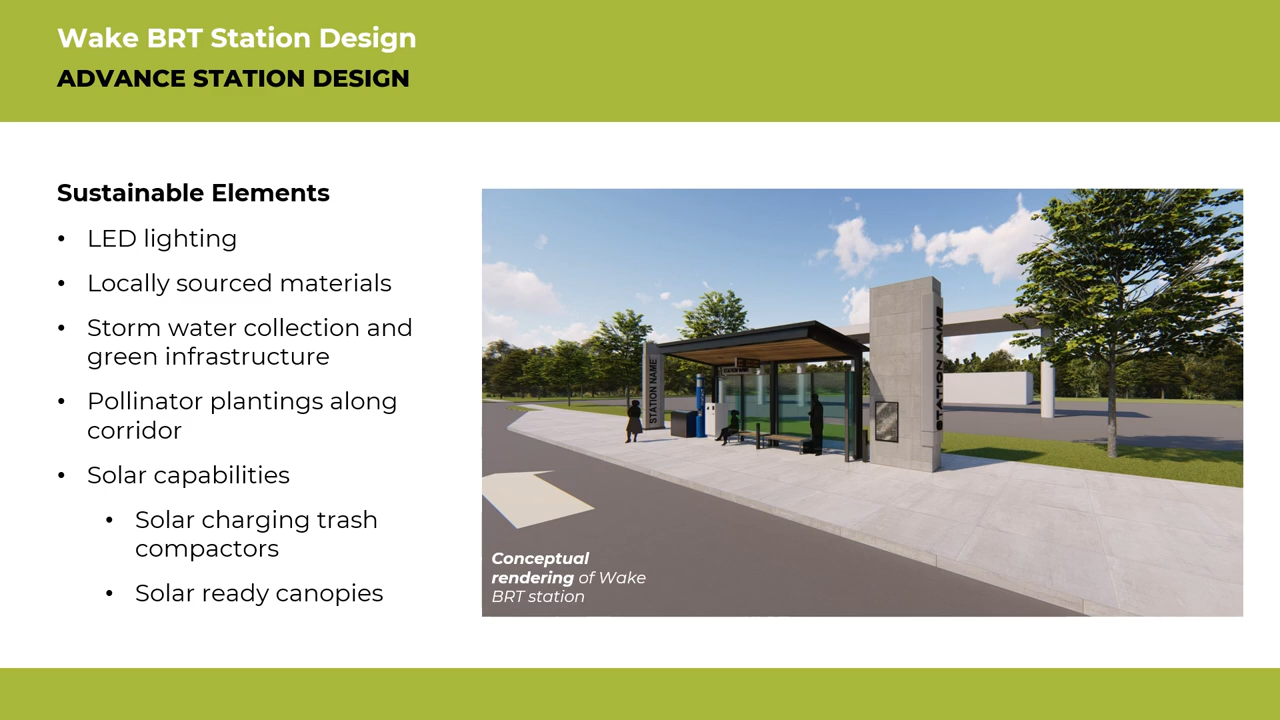 Wake BRT Station Design
ADVANCE STATION DESIGN
Sustainable Elements
• LED lighting
• Locally sourced materials
• Storm water collection and
green infrastructure
• Pollinator plantings along
corridor
• Solar capabilities
• Solar charging trash
compactors
• Solar ready canopies
STATION NAME
STATION NAME
STATION NAME
Conceptual
rendering of Wake
BRT station